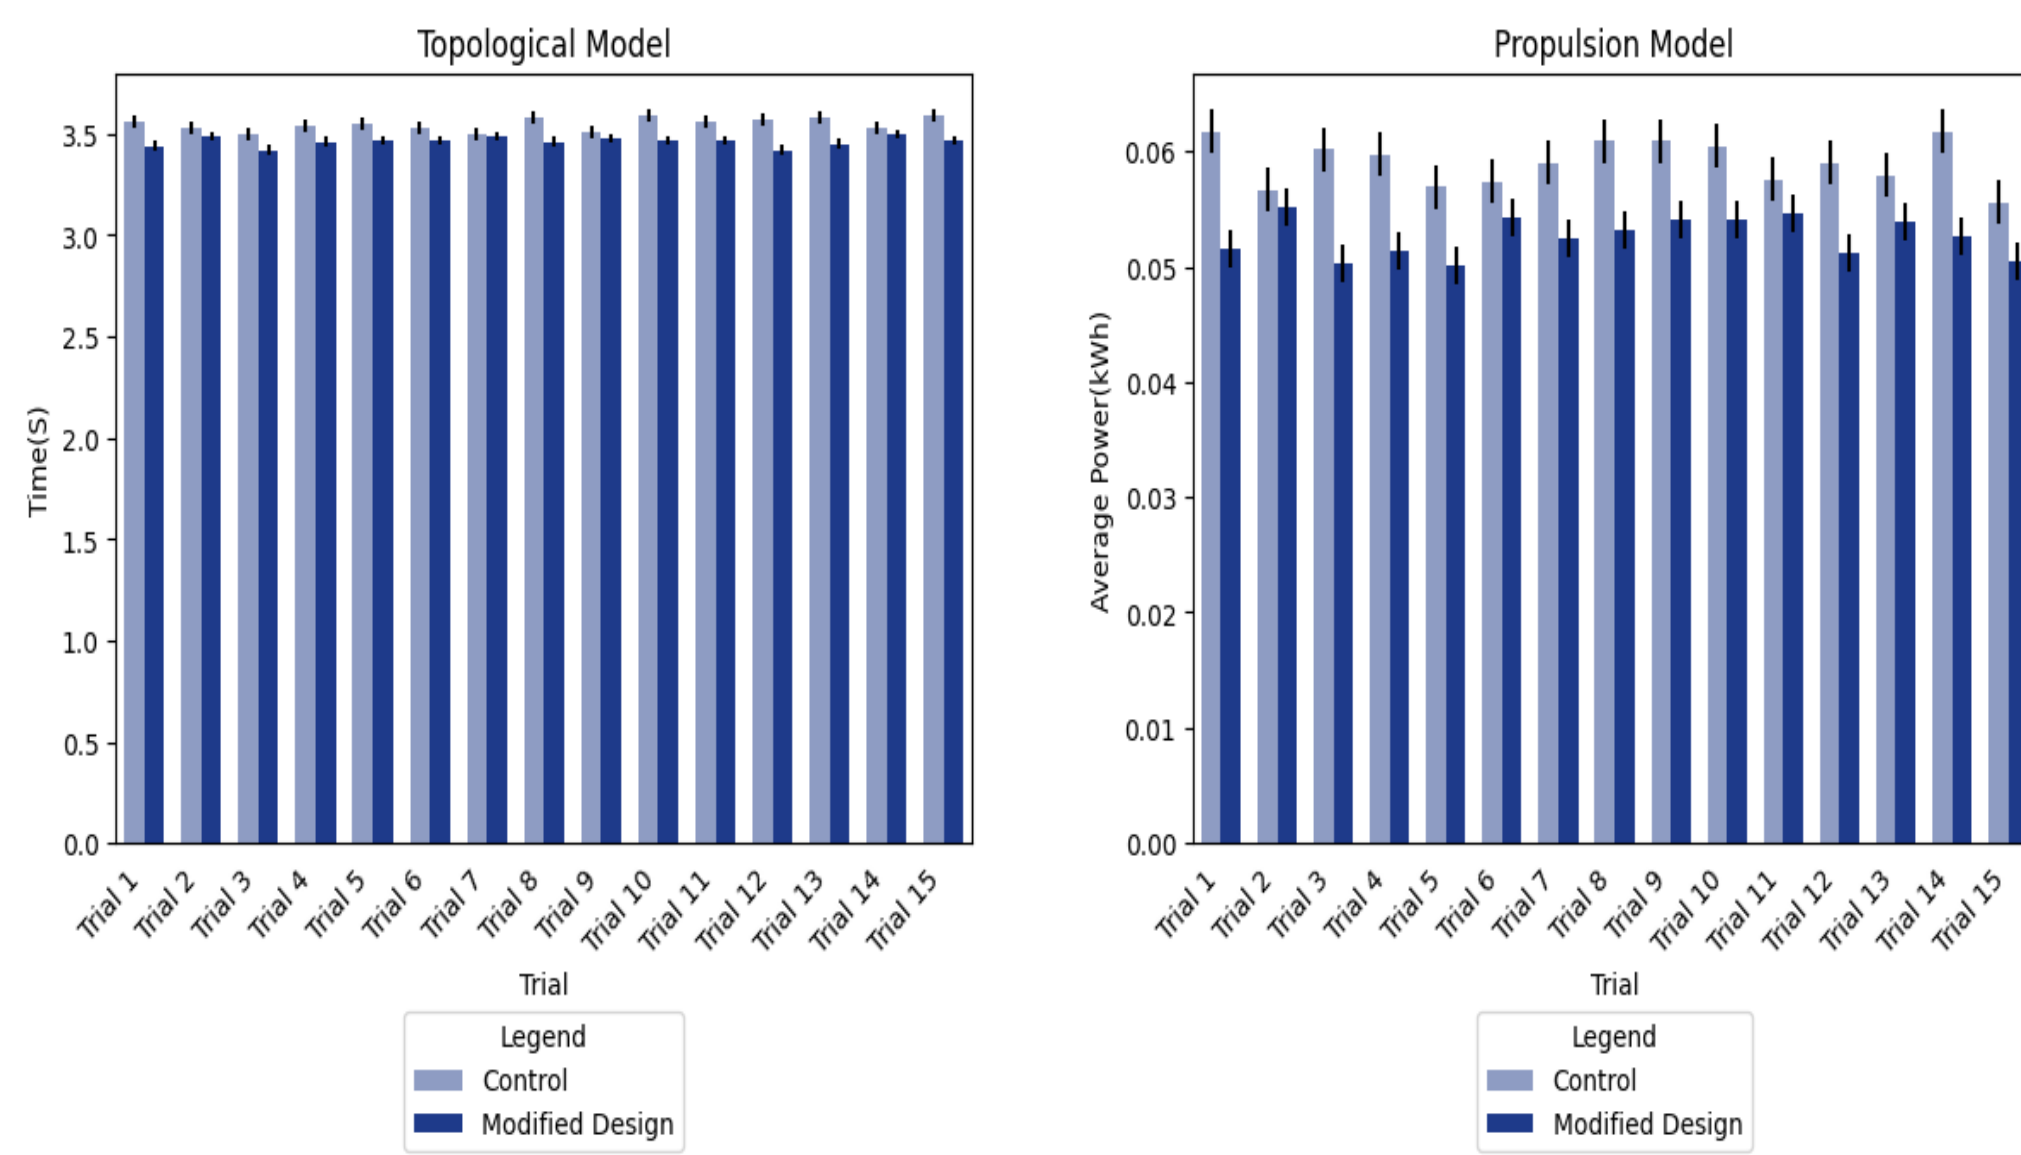 Topological Model
Time(S)
3.5
3.0
2.5
2.0
1.5
1.0
0.5
0.0
Trial 1
Trial 2
Trial 3
Trial 4
Trial 5
Trial 6
Trial 7
Trial 8
Trial 9
Trial 10
Trial 11
Trial 12
Trial 13
Trial 14
Trial 15
Trial
Legend
Control
Modified Design
Propulsion Model
Average Power(kWh)
0.06
0.05
0.04
0.03
0.02
0.01
0.00
Trial 1
Trial 2
Trial 3
Trial 4
Trial 5
Trial 6
Trial 7
Trial 8
Trial 9
Trial 10
Trial 11
Trial 12
Trial 13
Trial 14
Trial 15
Trial
Legend
Control
Modified Design